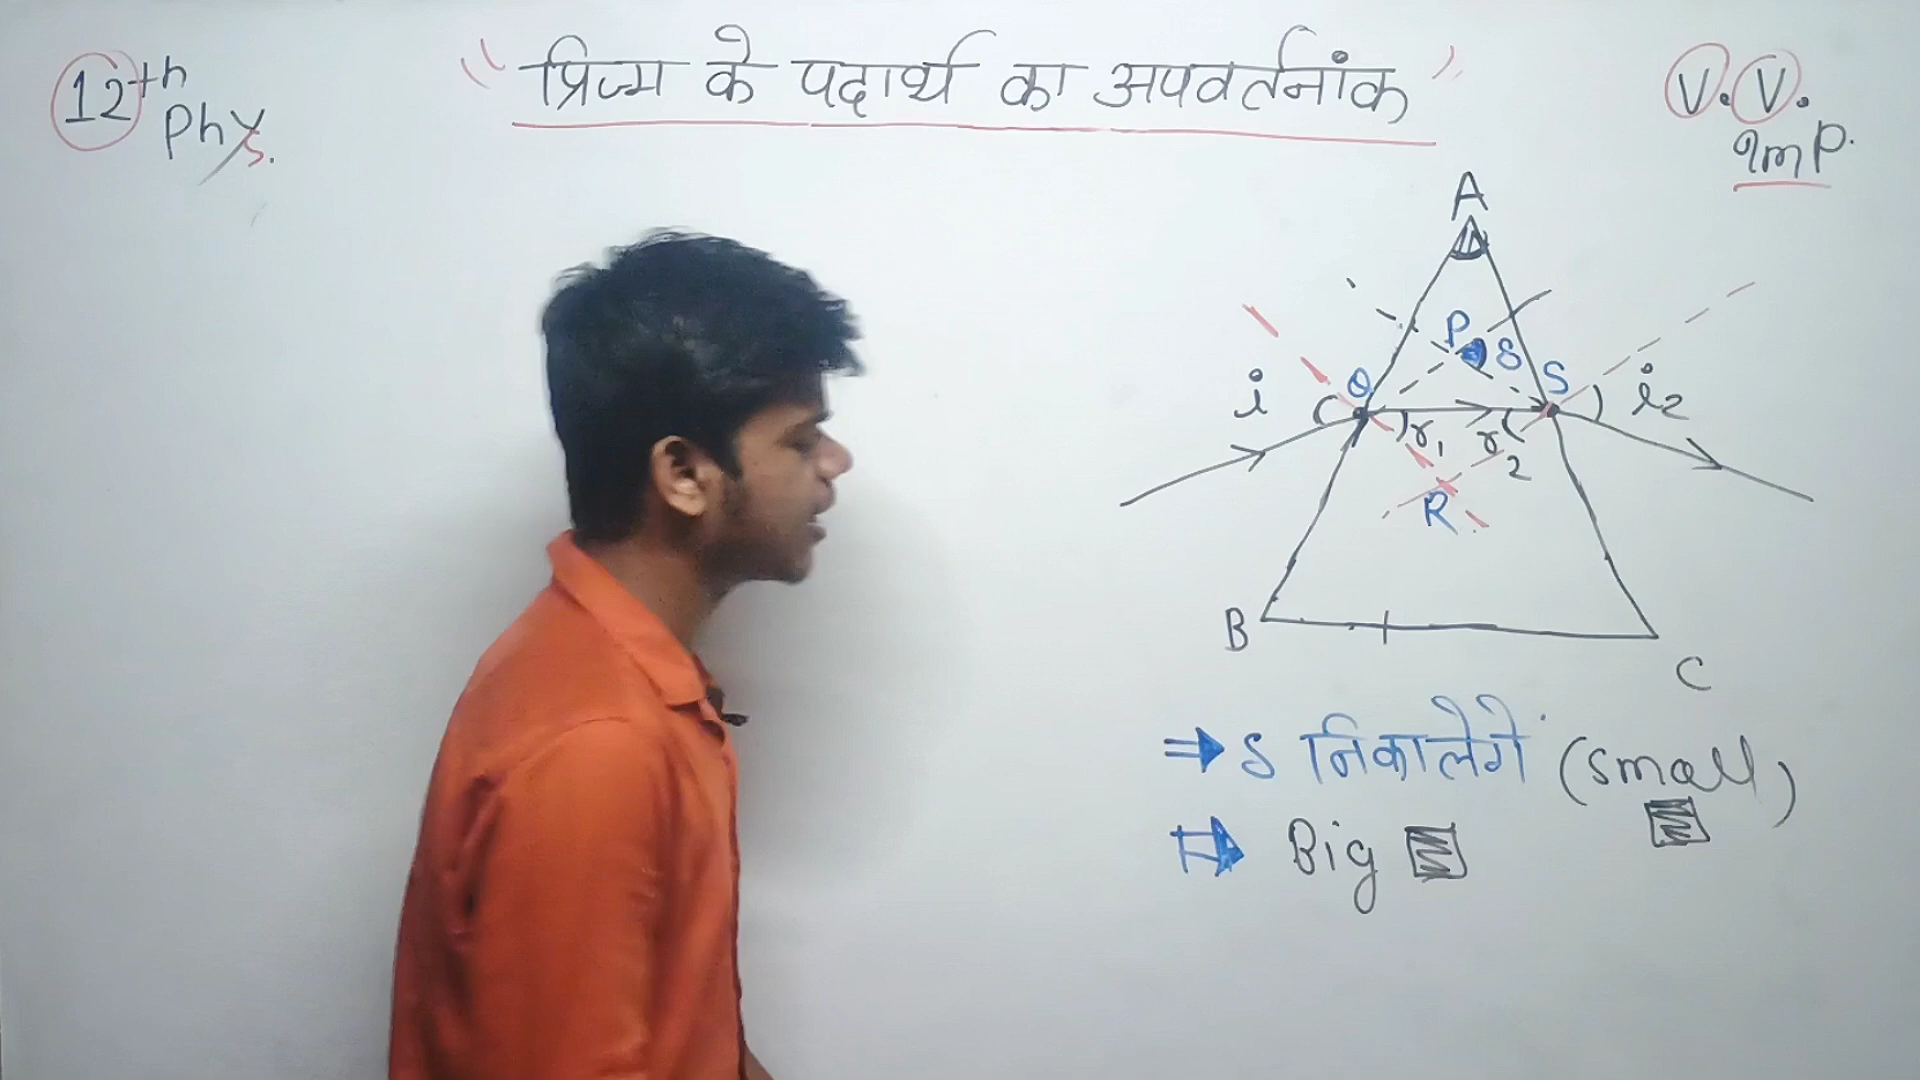 12th
Phys.
"प्रिज्म के पदार्थ का अपवर्तनांक"
V.V.
Imp.
A
P δ
i Q S i2
r1 r2
R
B
C
⇒ δ निकालेगें (small)
⇒ Big